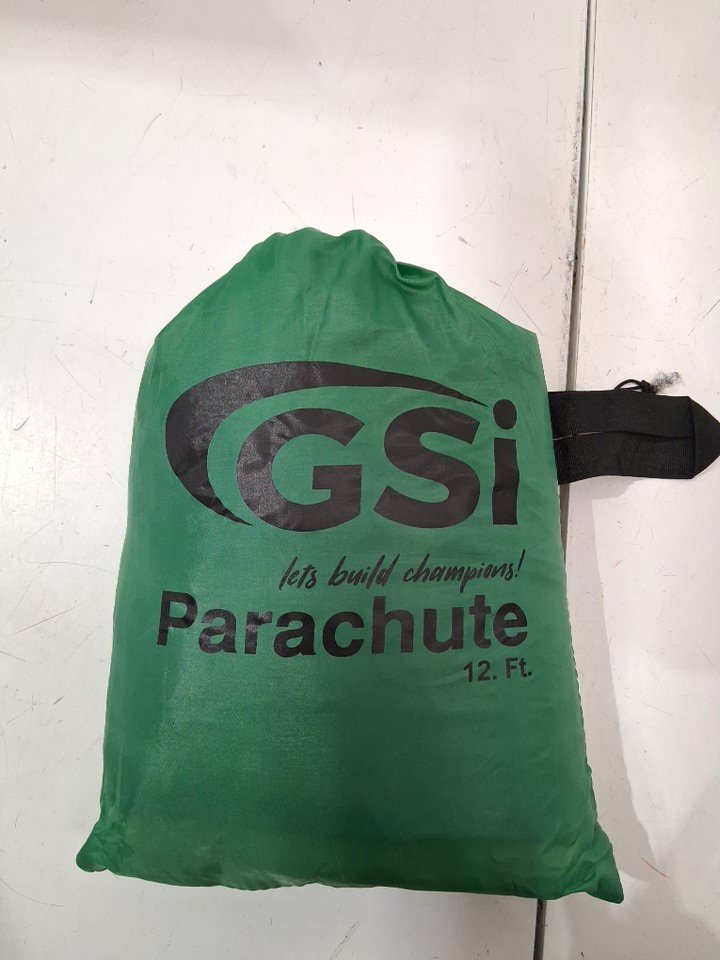 GSi
lets build champions!
Parachute
12. Ft.